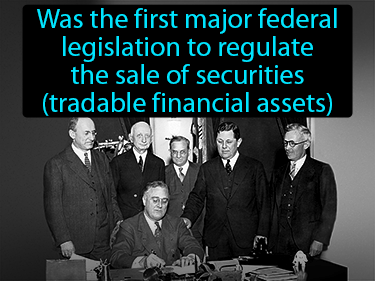 Was the first major federal
legislation to regulate
the sale of securities
(tradable financial assets)